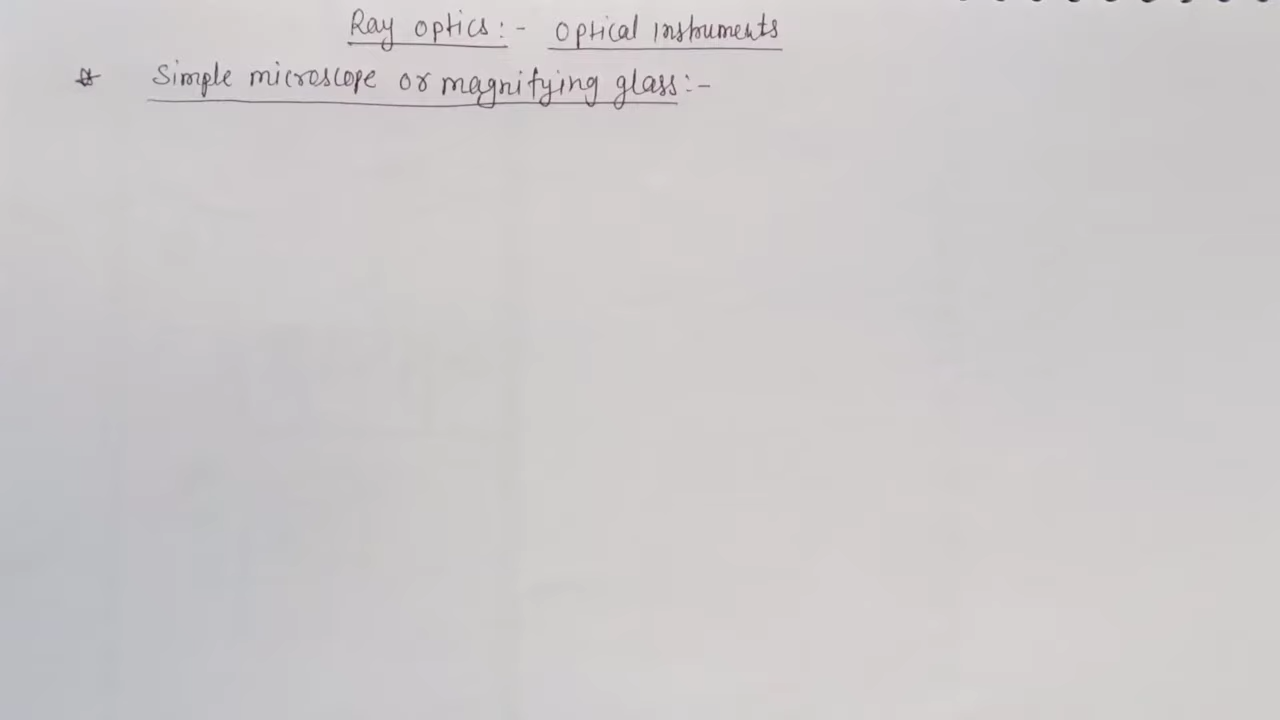 Ray optics:- Optical instruments
* Simple microscope or magnifying glass:-